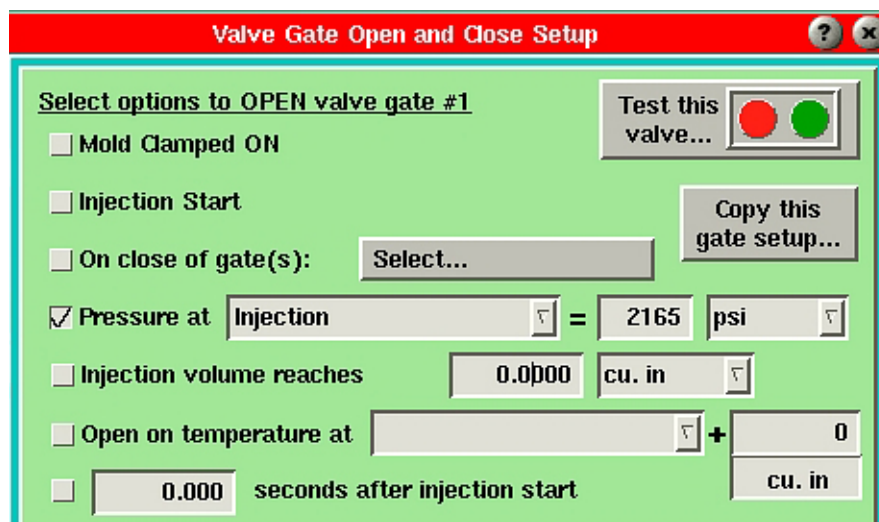 Valve Gate Open and Close Setup ? x
Select options to OPEN valve gate #1
Test this
valve...
Mold Clamped ON
Injection Start
Copy this
gate setup...
On close of gate(s): Select...
Pressure at Injection = 2165 psi
Injection volume reaches 0.0000 cu. in
Open on temperature at + 0
cu. in
0.000 seconds after injection start